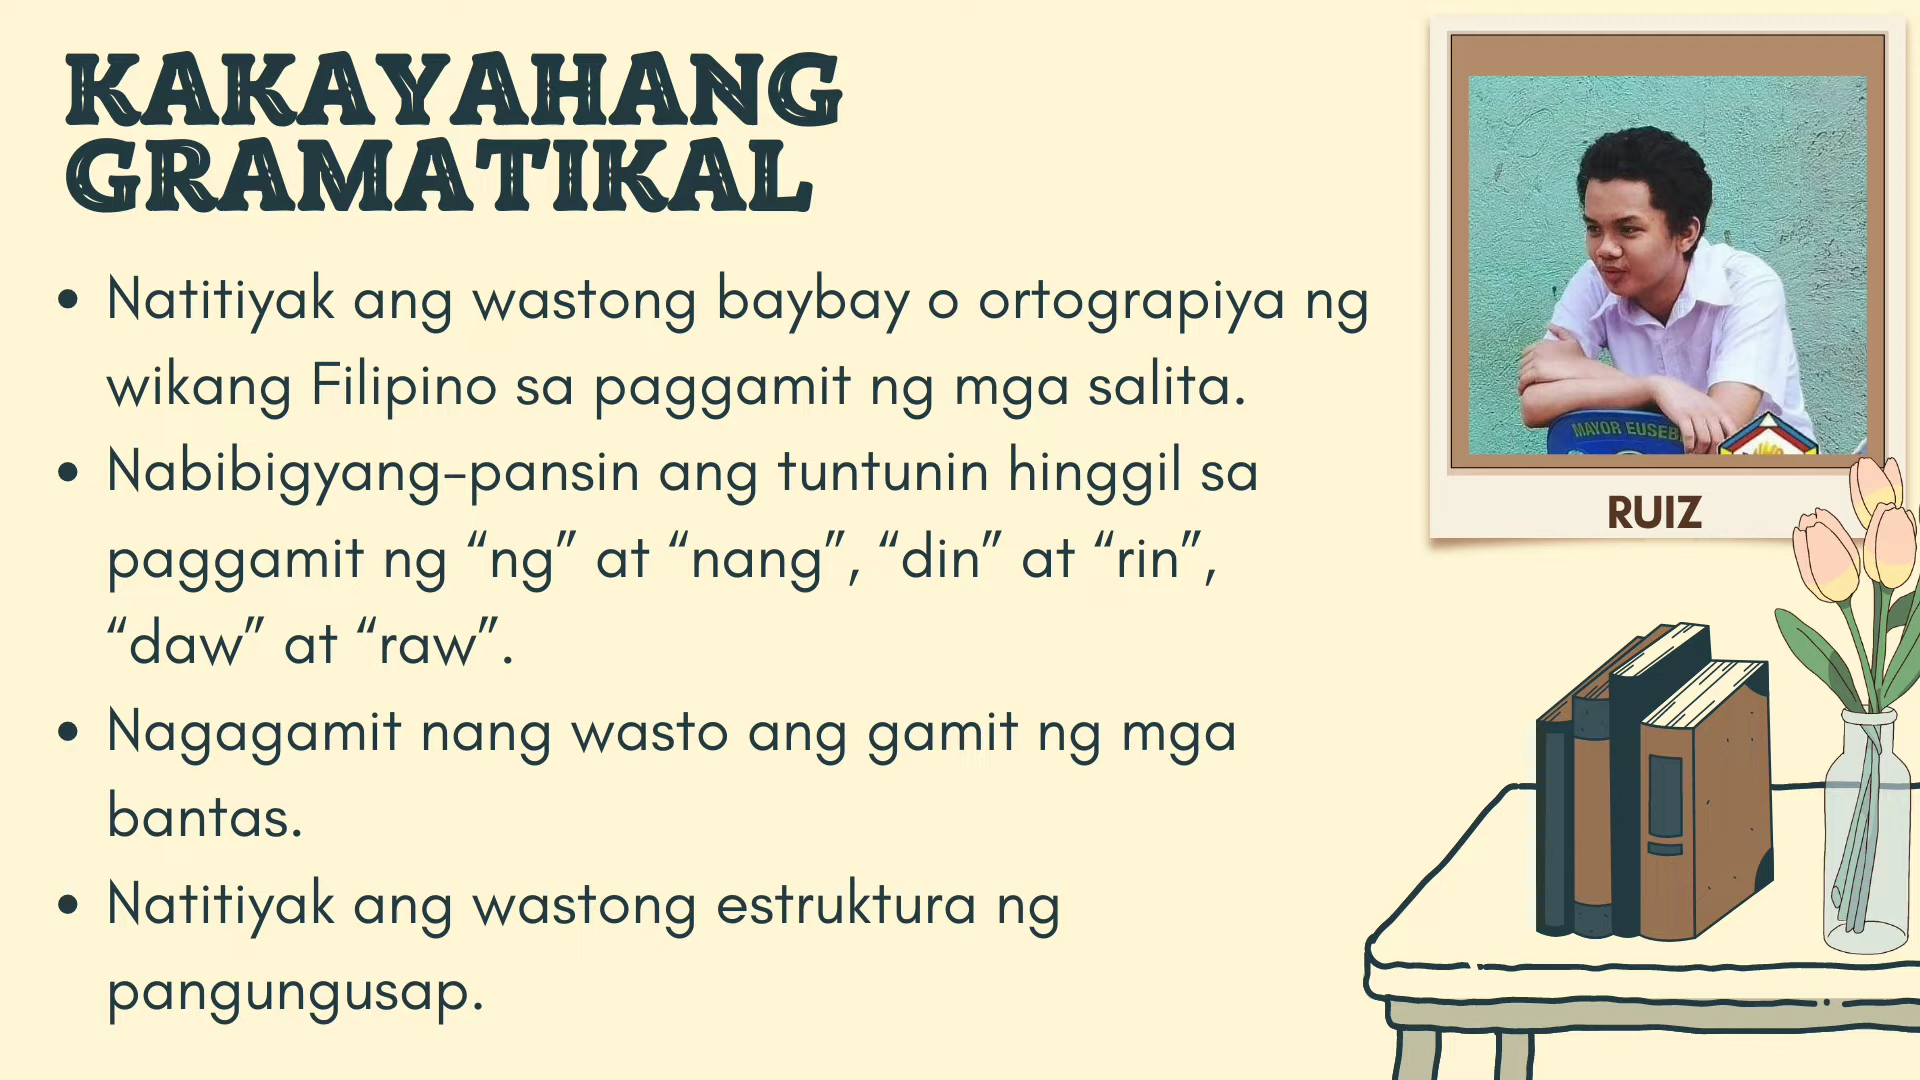 KAKAYAHANG
GRAMATIKAL
• Natitiyak ang wastong baybay o ortograpiya ng
wikang Filipino sa paggamit ng mga salita.
• Nabibigyang-pansin ang tuntunin hinggil sa
paggamit ng “ng” at “nang”, “din” at “rin”,
“daw” at “raw”.
• Nagagamit nang wasto ang gamit ng mga
bantas.
• Natitiyak ang wastong estruktura ng
pangungusap.
MAYOR EUSEB
RUIZ